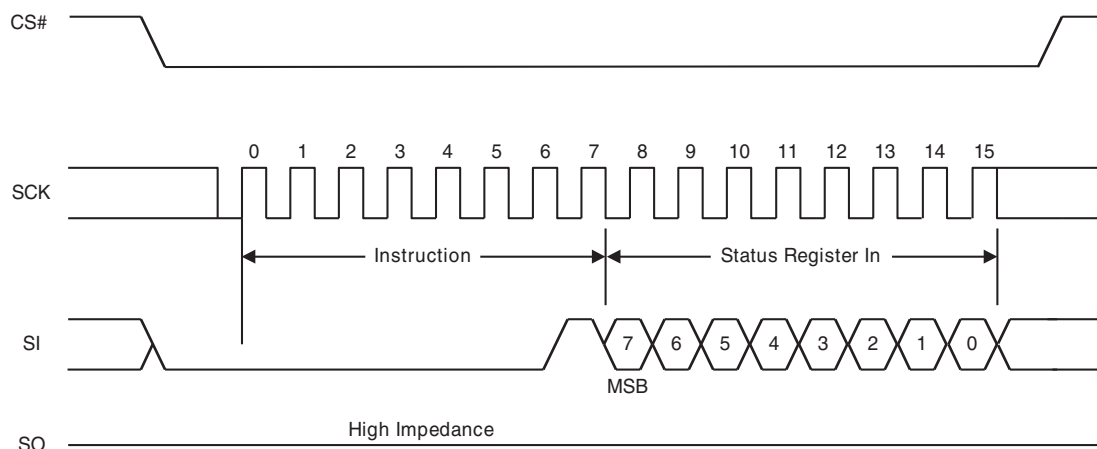 CS#
0 1 2 3 4 5 6 7 8 9 10 11 12 13 14 15
SCK
Instruction Status Register In
SI 7 6 5 4 3 2 1 0
MSB
High Impedance
SO